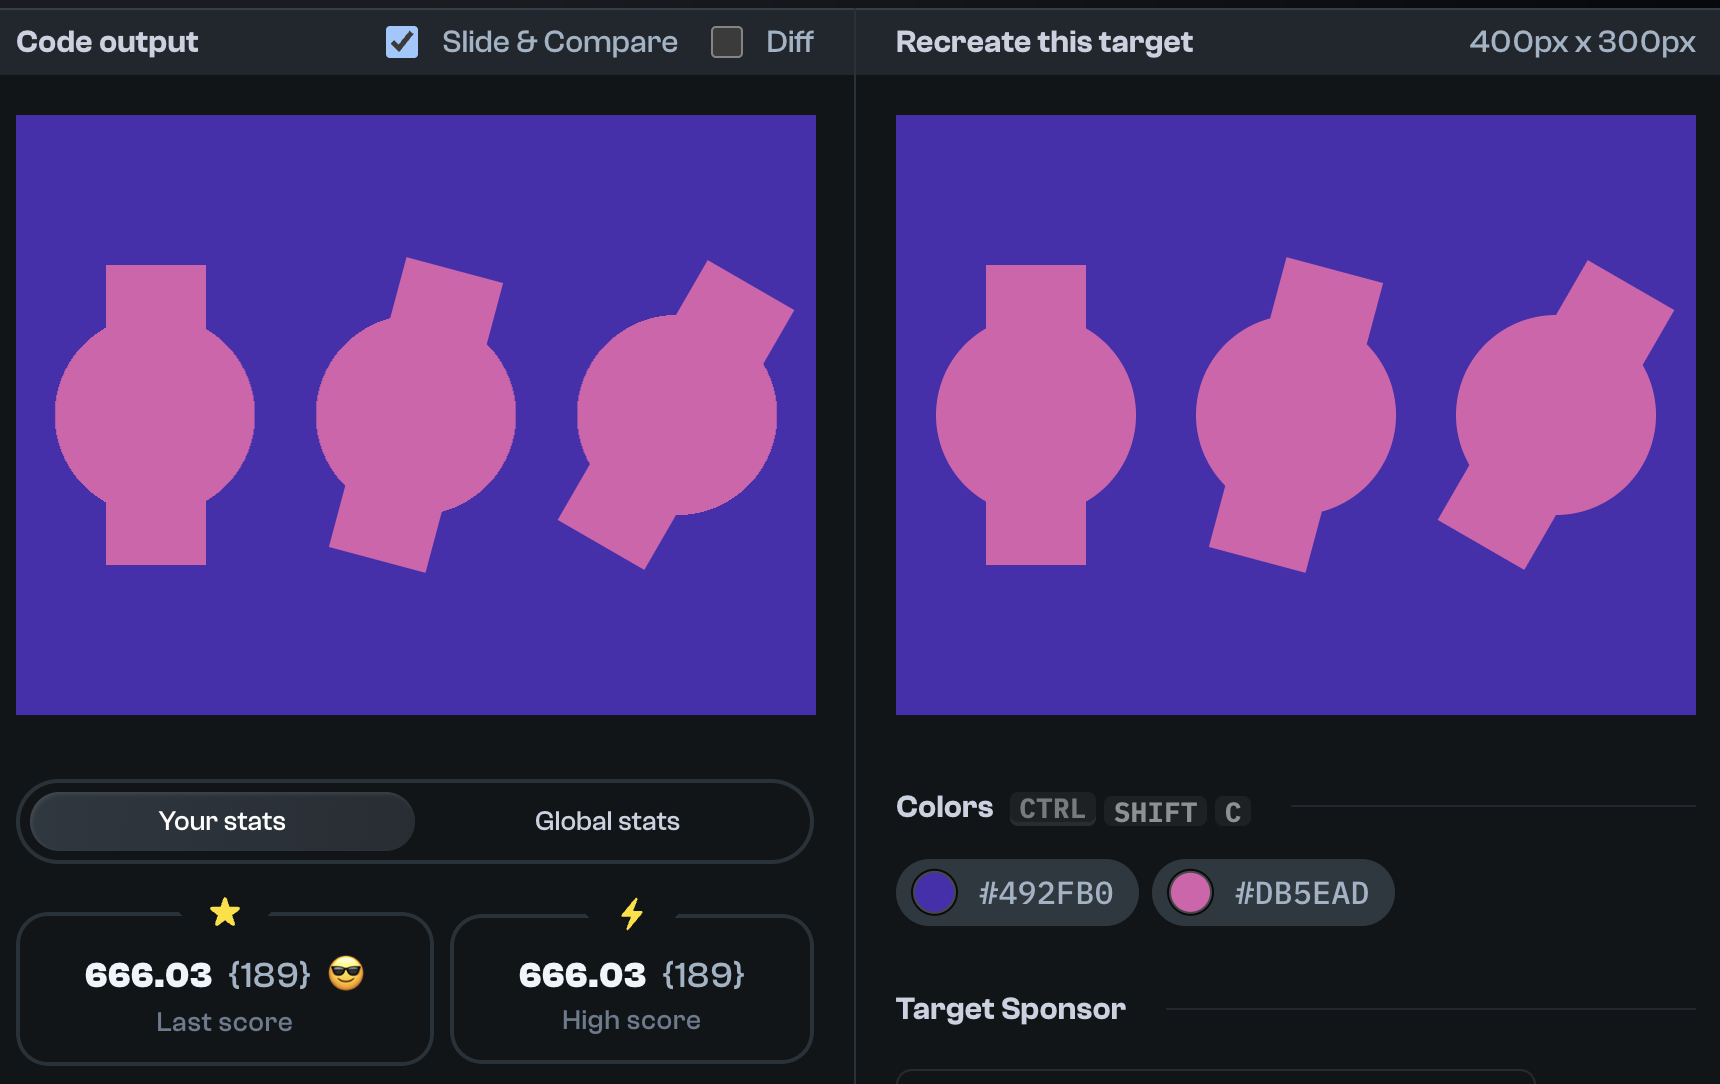 Code output
Slide & Compare
Diff
Recreate this target
400px x 300px
Your stats
Global stats
666.03 {189}
Last score
666.03 {189}
High score
Colors CTRL SHIFT C
#492FB0
#DB5EAD
Target Sponsor